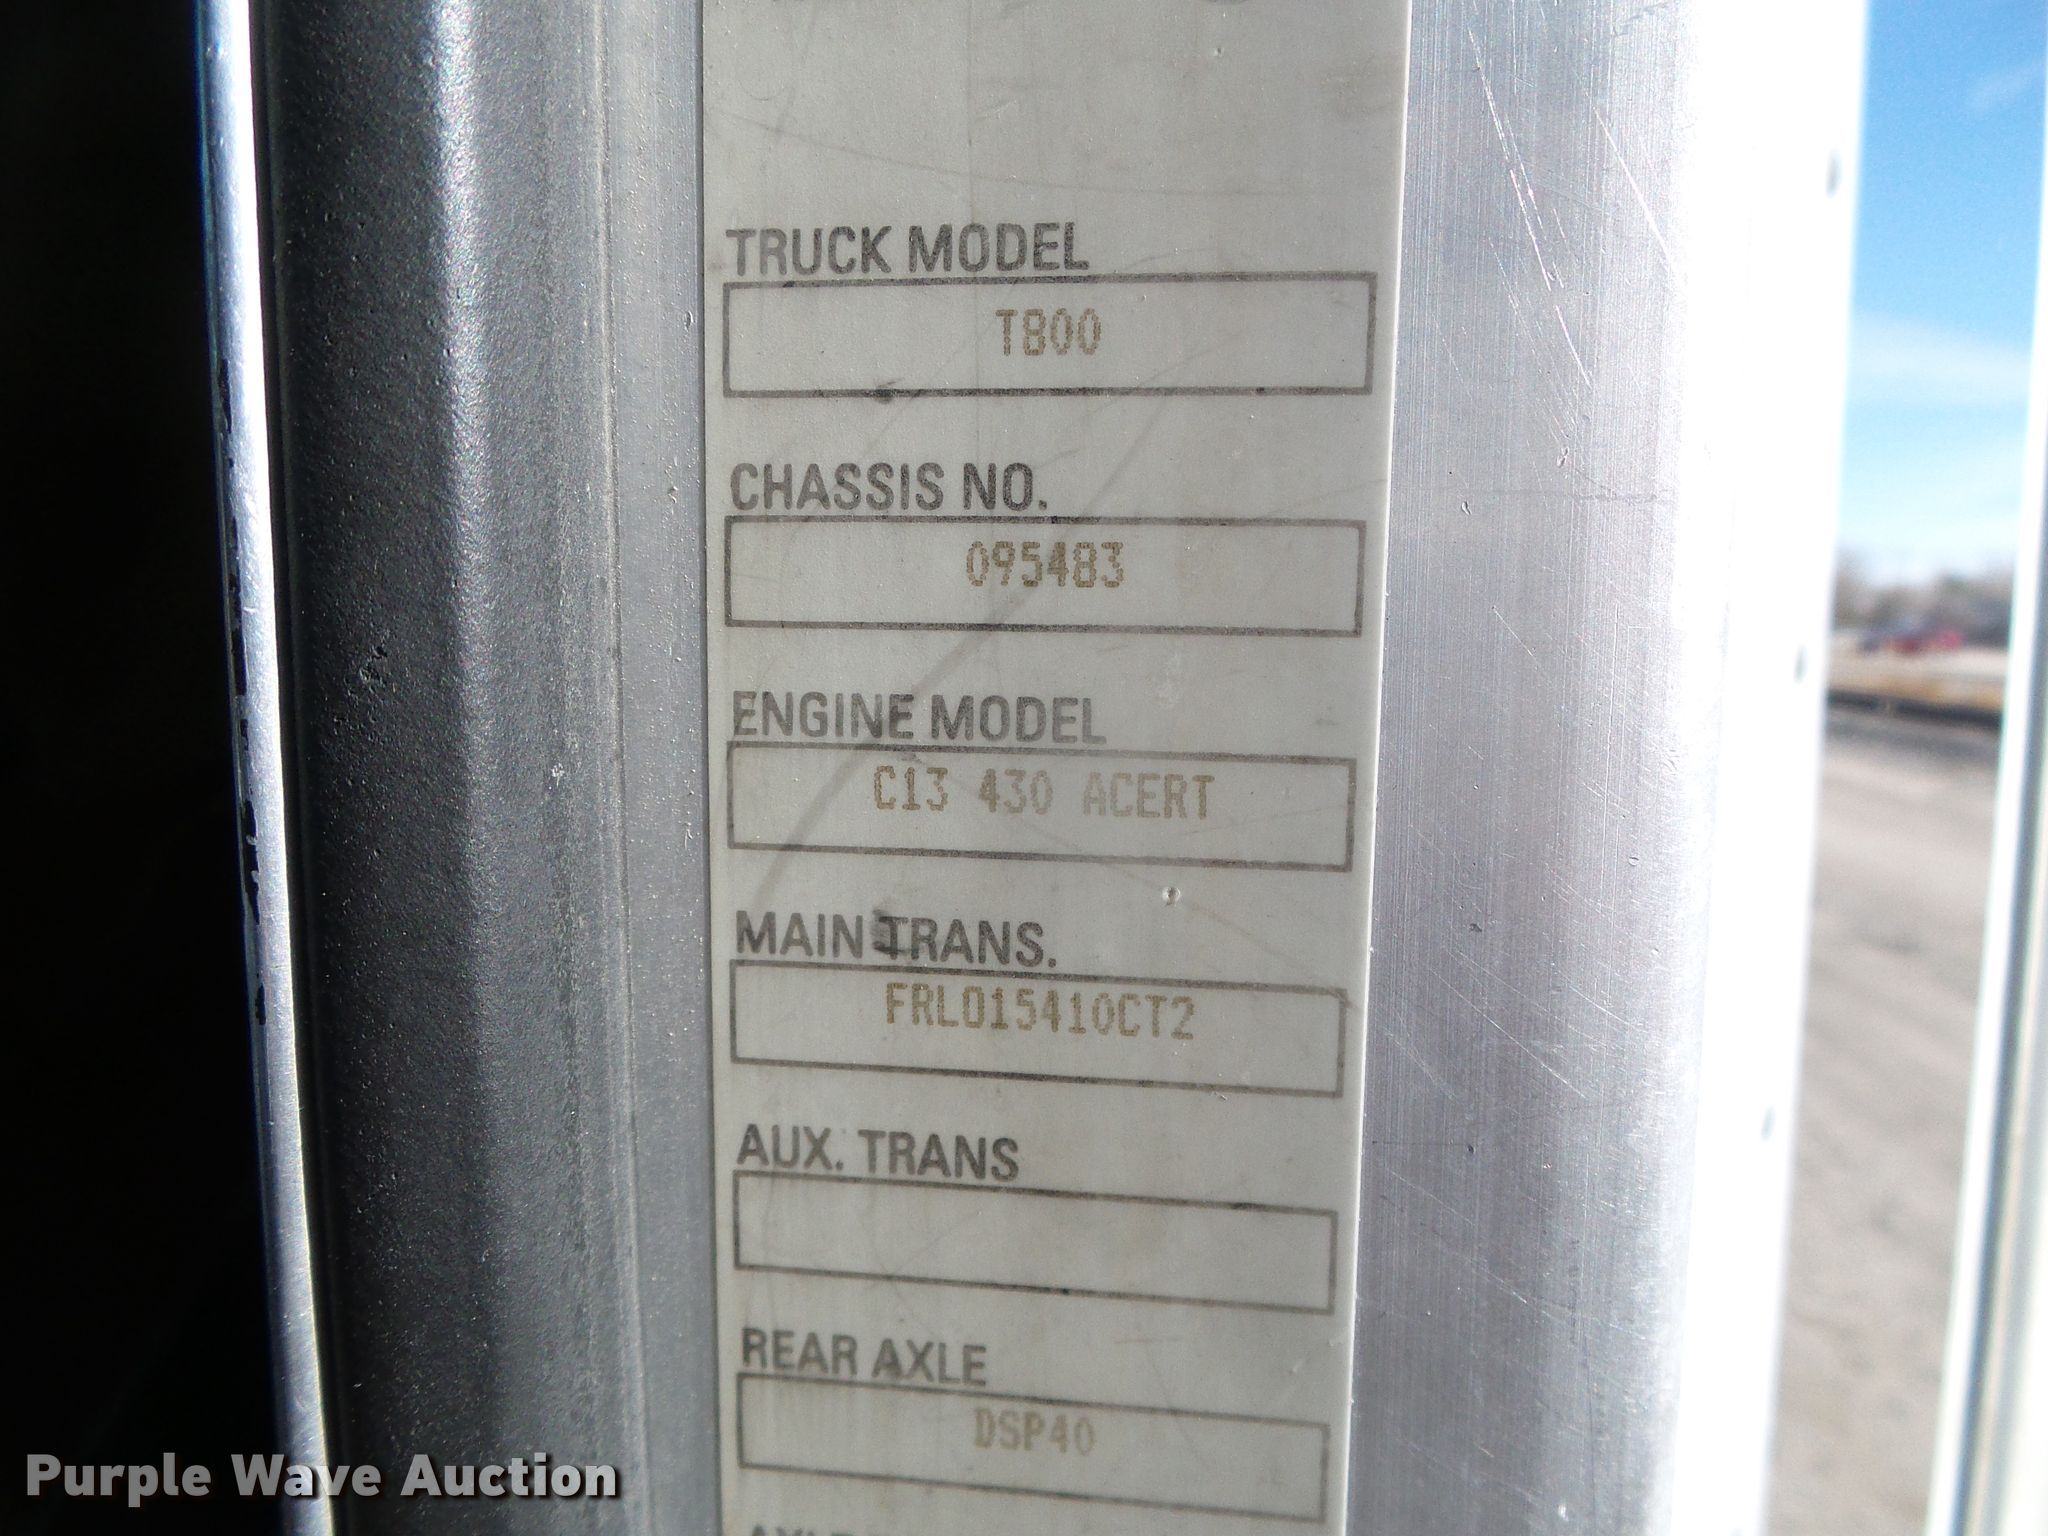 TRUCK MODEL
T800
CHASSIS NO.
095483
ENGINE MODEL
C13 430 ACERT
MAIN TRANS.
FRLO15410CT2
AUX. TRANS
REAR AXLE
DSP40
Purple Wave Auction